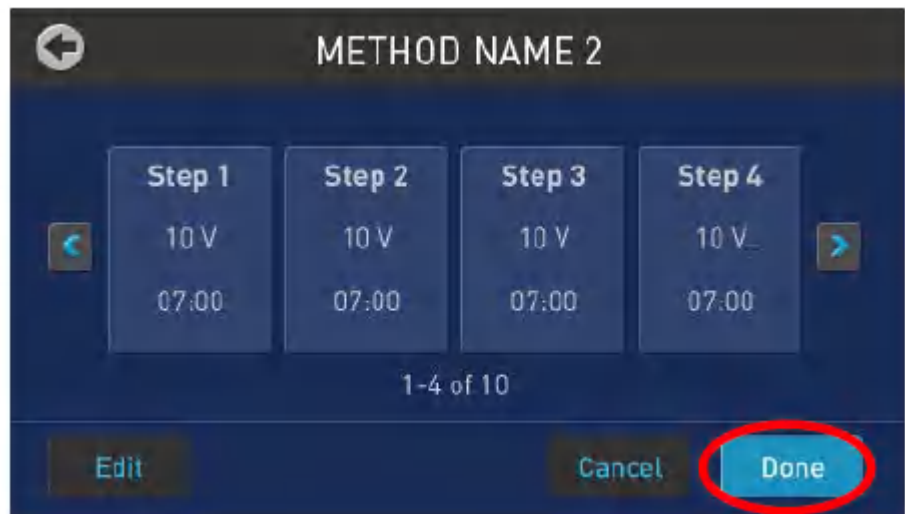 METHOD NAME 2
Step 1 Step 2 Step 3 Step 4
10 V 10 V 10 V 10 V
07:00 07:00 07:00 07:00
1-4 of 10
Edit Cancel Done